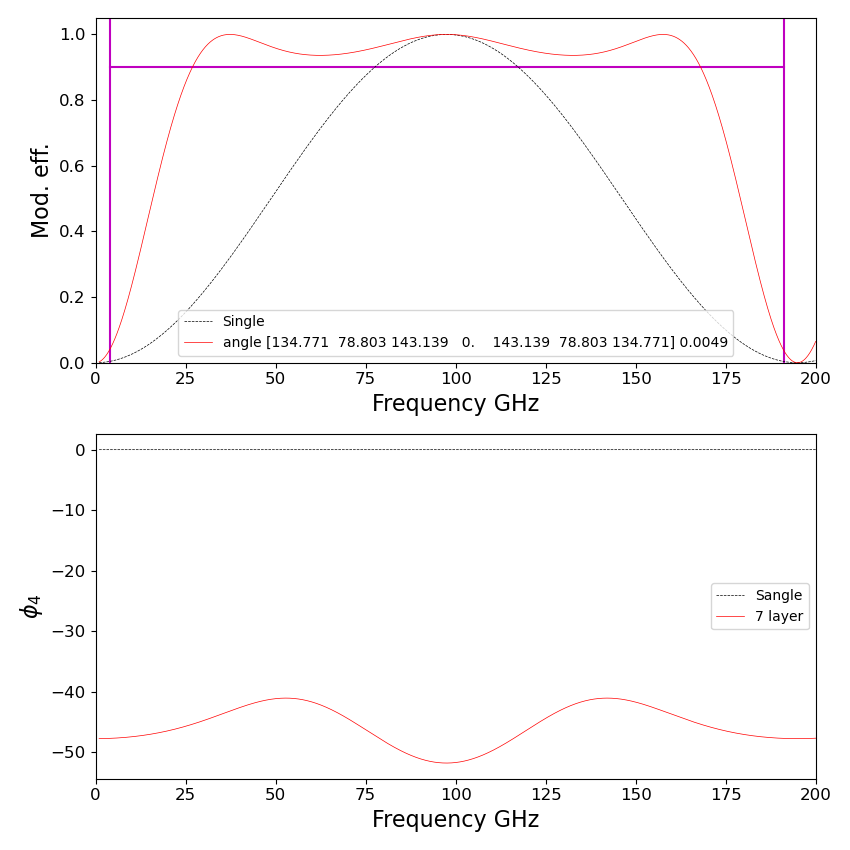 Mod. eff.
1.0
0.8
0.6
0.4
0.2
0.0
Single
angle [134.771 78.803 143.139 0. 143.139 78.803 134.771] 0.0049
0 25 50 75 100 125 150 175 200
Frequency GHz
ϕ4
0
−10
−20
−30
−40
−50
Sangle
7 layer
0 25 50 75 100 125 150 175 200
Frequency GHz